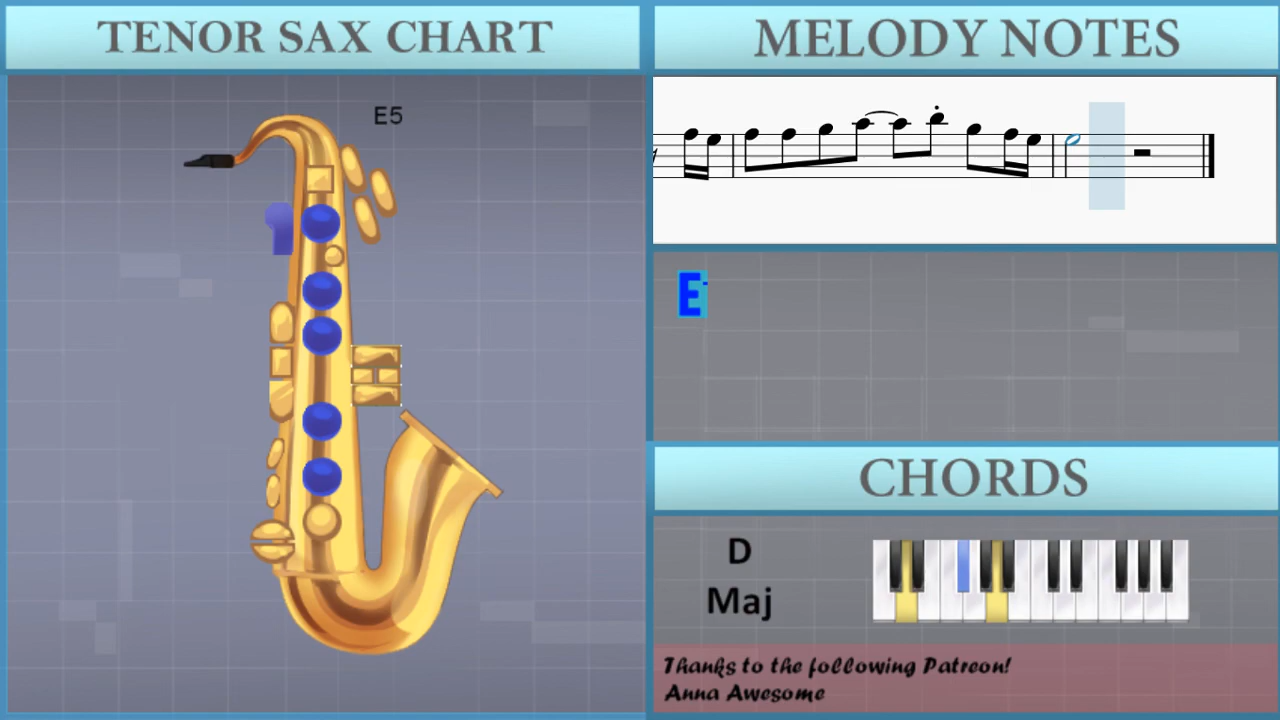 TENOR SAX CHART
E5
MELODY NOTES
E
CHORDS
D
Maj
Thanks to the following Patreon!
Anna Awesome